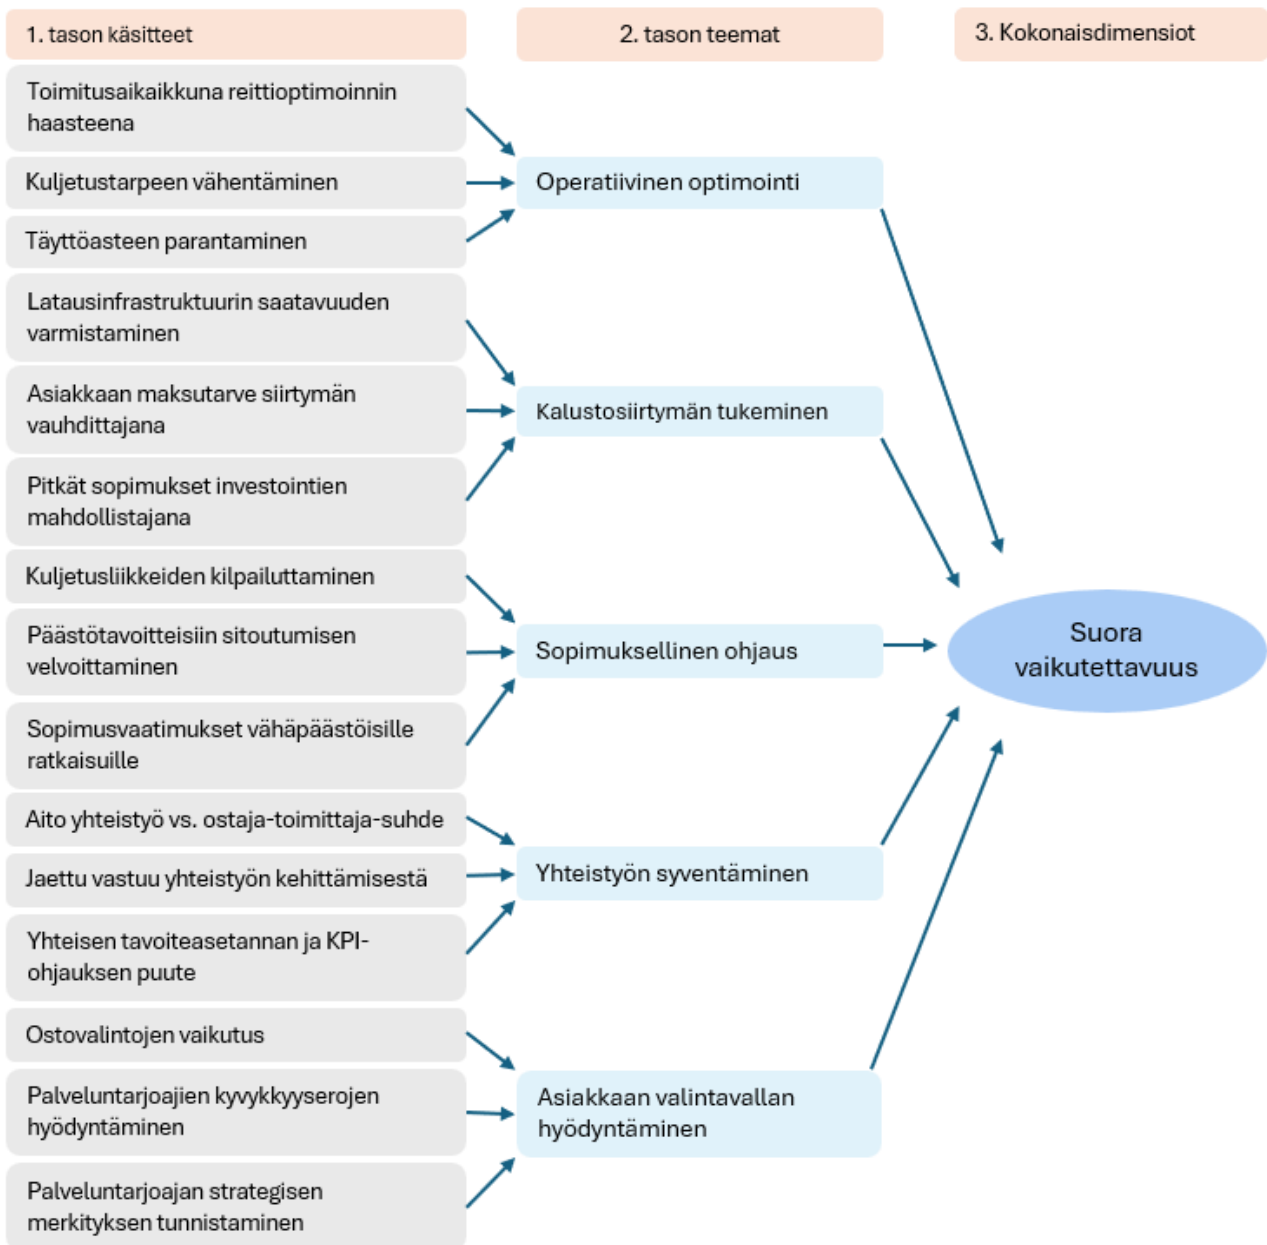 1. tason käsitteet
2. tason teemat
3. Kokonaisdimensiot
Toimitusaikaikkuna reittioptimoinnin
haasteena
Kuljetustarpeen vähentäminen
Täyttöasteen parantaminen
Operatiivinen optimointi
Latausinfrastruktuurin saatavuuden
varmistaminen
Asiakkaan maksutarve siirtymän
vauhdittajana
Pitkät sopimukset investointien
mahdollistajana
Kalustosiirtymän tukeminen
Kuljetusliikkeiden kilpailuttaminen
Päästötavoitteisiin sitoutumisen
velvoittaminen
Sopimusvaatimukset vähäpäästöisille
ratkaisuille
Sopimuksellinen ohjaus
Aito yhteistyö vs. ostaja-toimittaja-suhde
Jaettu vastuu yhteistyön kehittämisestä
Yhteisen tavoiteasetannan ja KPI-
ohjauksen puute
Yhteistyön syventäminen
Ostovalintojen vaikutus
Palveluntarjoajien kyvykkyyserojen
hyödyntäminen
Palveluntarjoajan strategisen
merkityksen tunnistaminen
Asiakkaan valintavallan
hyödyntäminen
Suora
vaikutettavuus